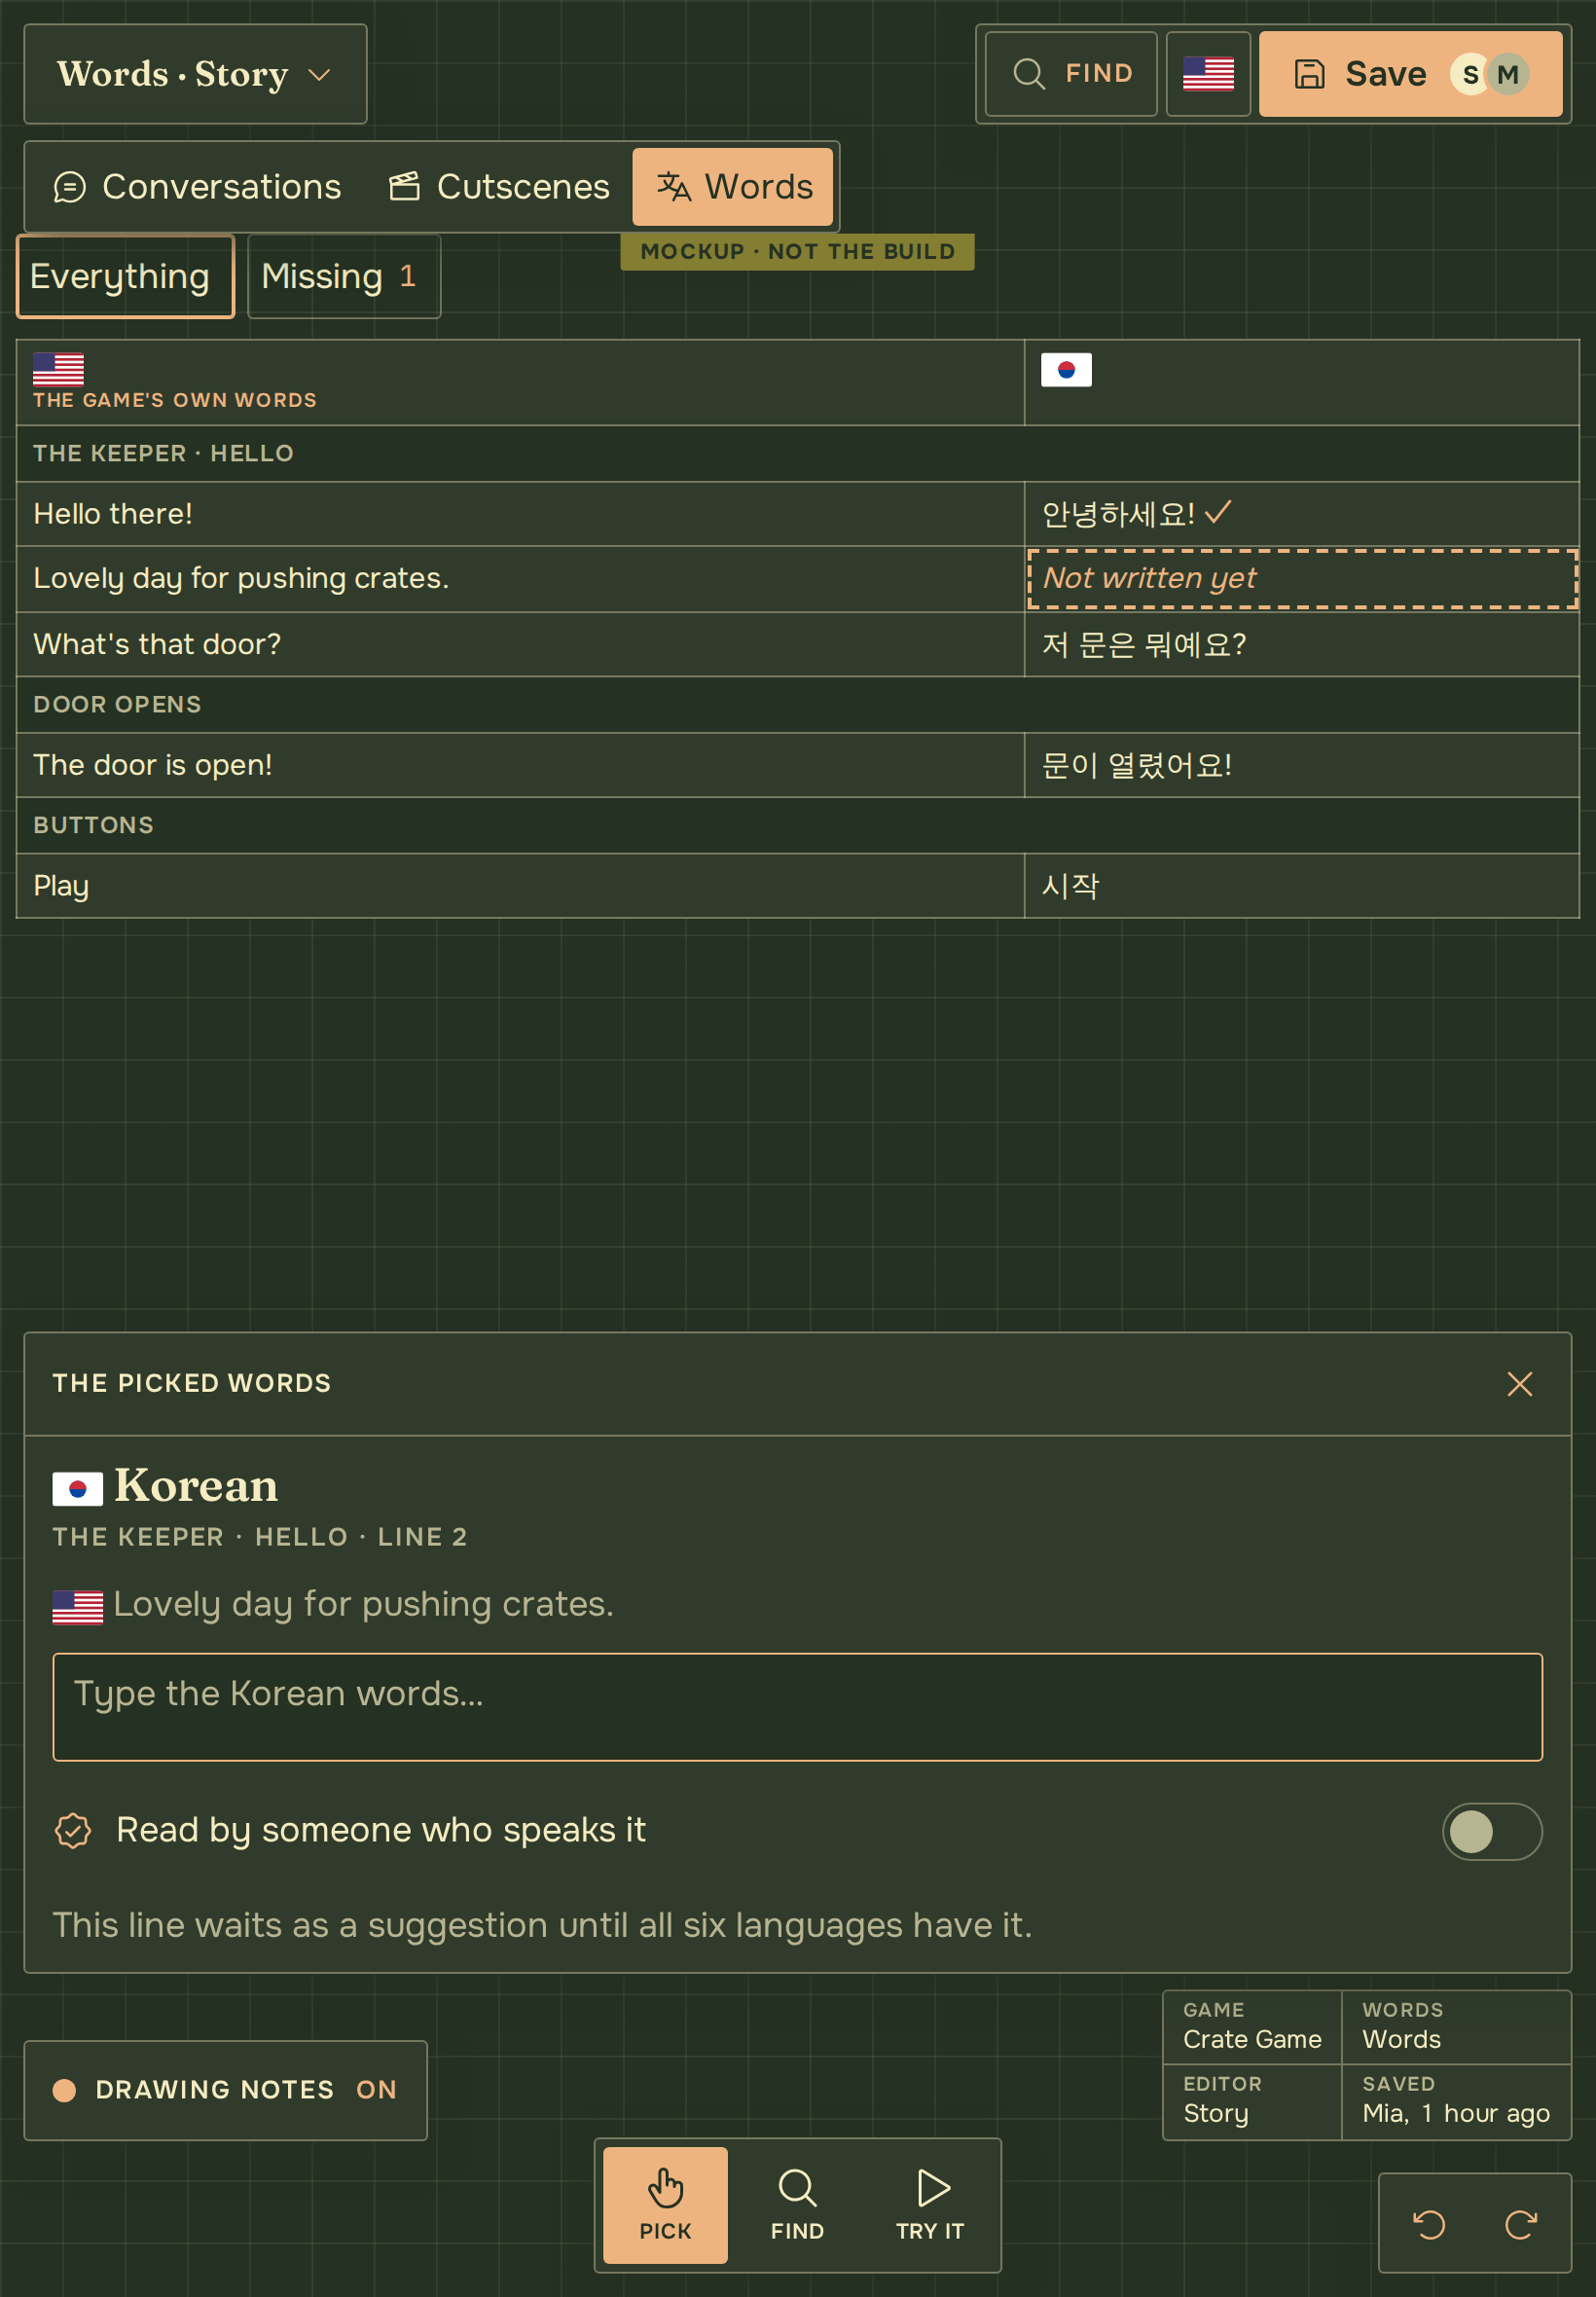 Words · Story
FIND
Save
S
M
Conversations
Cutscenes
Words
MOCKUP · NOT THE BUILD
Everything
Missing 1
THE GAME'S OWN WORDS
THE KEEPER · HELLO
Hello there!
안녕하세요!
Lovely day for pushing crates.
Not written yet
What's that door?
저 문은 뭐예요?
DOOR OPENS
The door is open!
문이 열렸어요!
BUTTONS
Play
시작
THE PICKED WORDS
Korean
THE KEEPER · HELLO · LINE 2
Lovely day for pushing crates.
Type the Korean words...
Read by someone who speaks it
This line waits as a suggestion until all six languages have it.
GAME
Crate Game
WORDS
Words
EDITOR
Story
SAVED
Mia, 1 hour ago
DRAWING NOTES ON
PICK
FIND
TRY IT